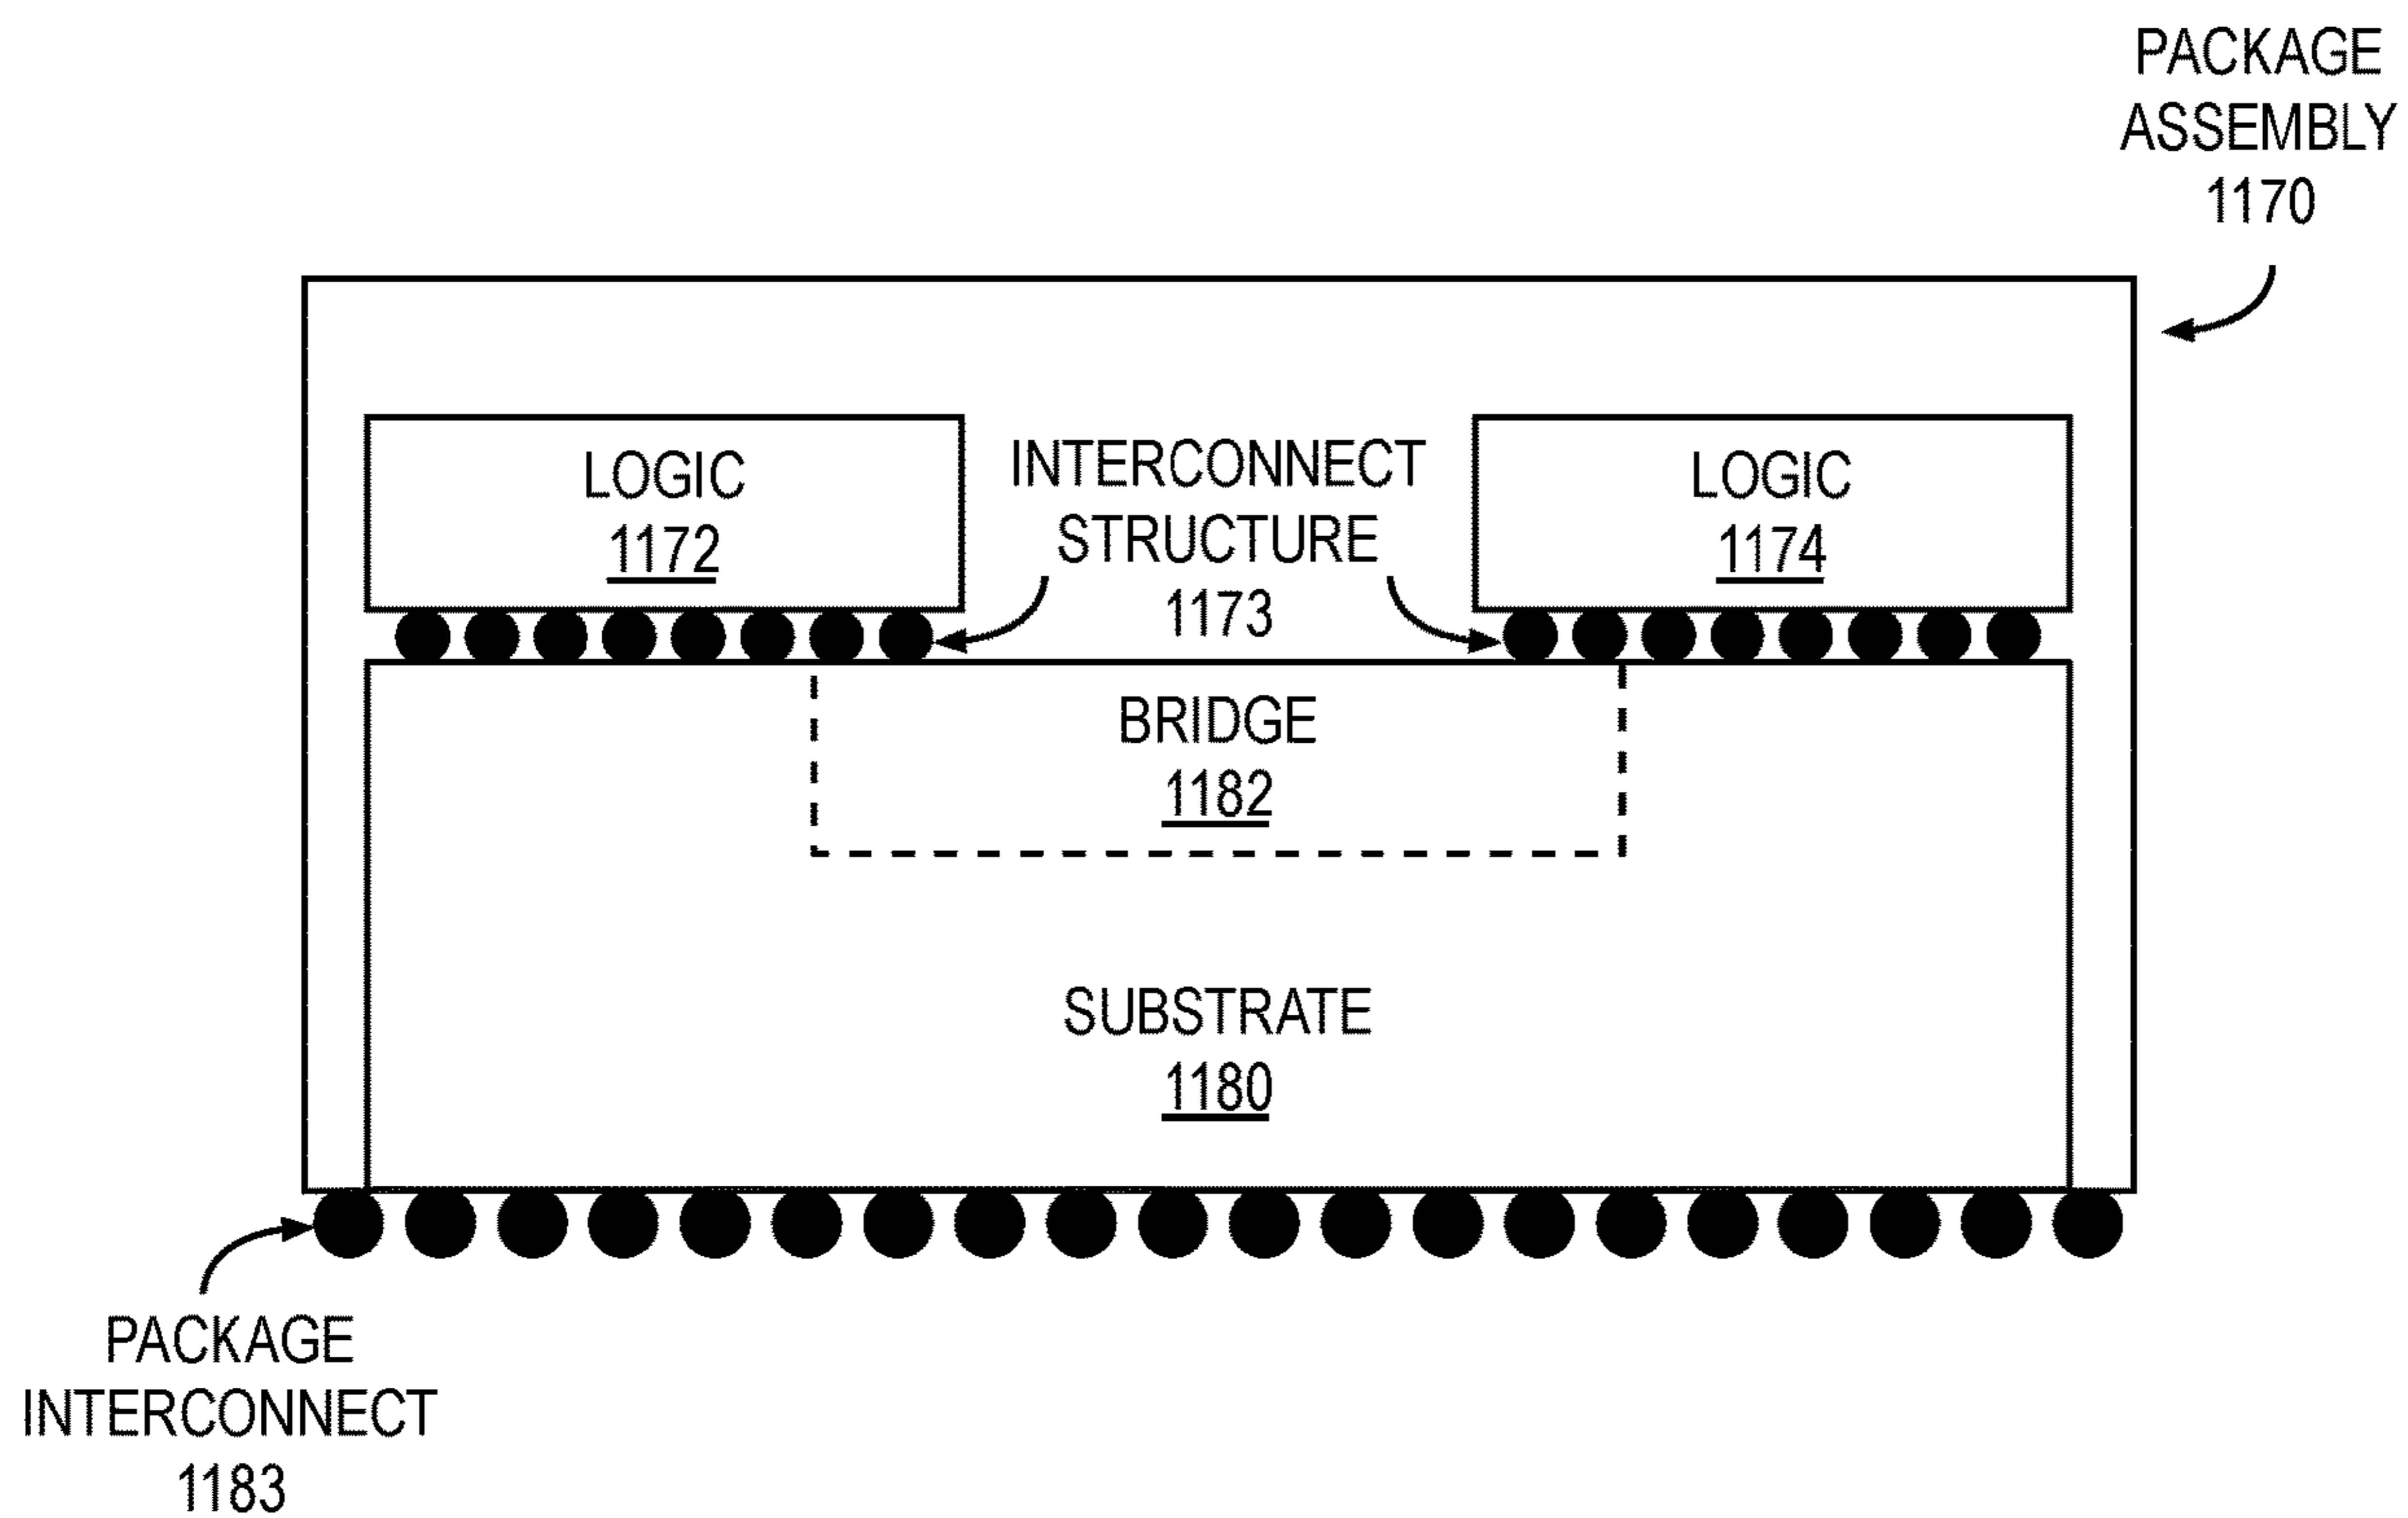 PACKAGE
ASSEMBLY
1170
LOGIC
1172
INTERCONNECT
STRUCTURE
1173
LOGIC
1174
BRIDGE
1182
SUBSTRATE
1180
PACKAGE
INTERCONNECT
1183